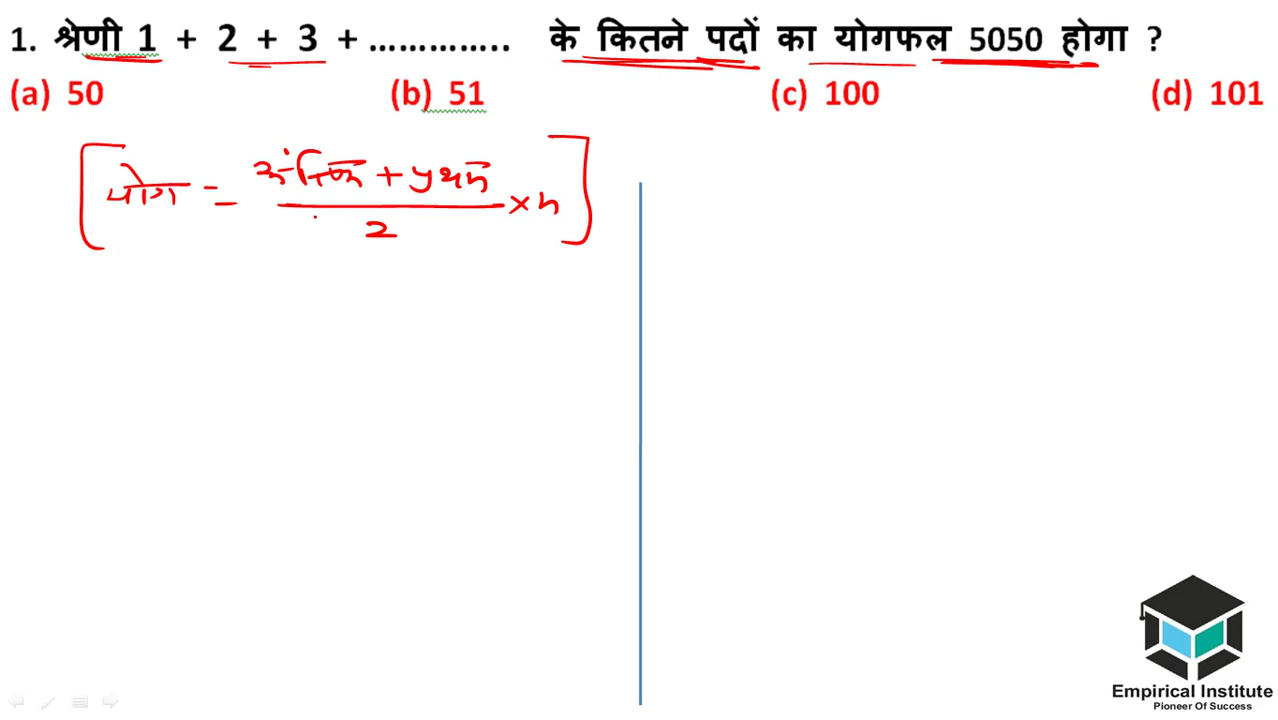 1. श्रेणी 1 + 2 + 3 + ………….. के कितने पदों का योगफल 5050 होगा ?
(a) 50 (b) 51 (c) 100 (d) 101
योग = अंतिम + प्रथम / 2 × n
Empirical Institute
Pioneer Of Success